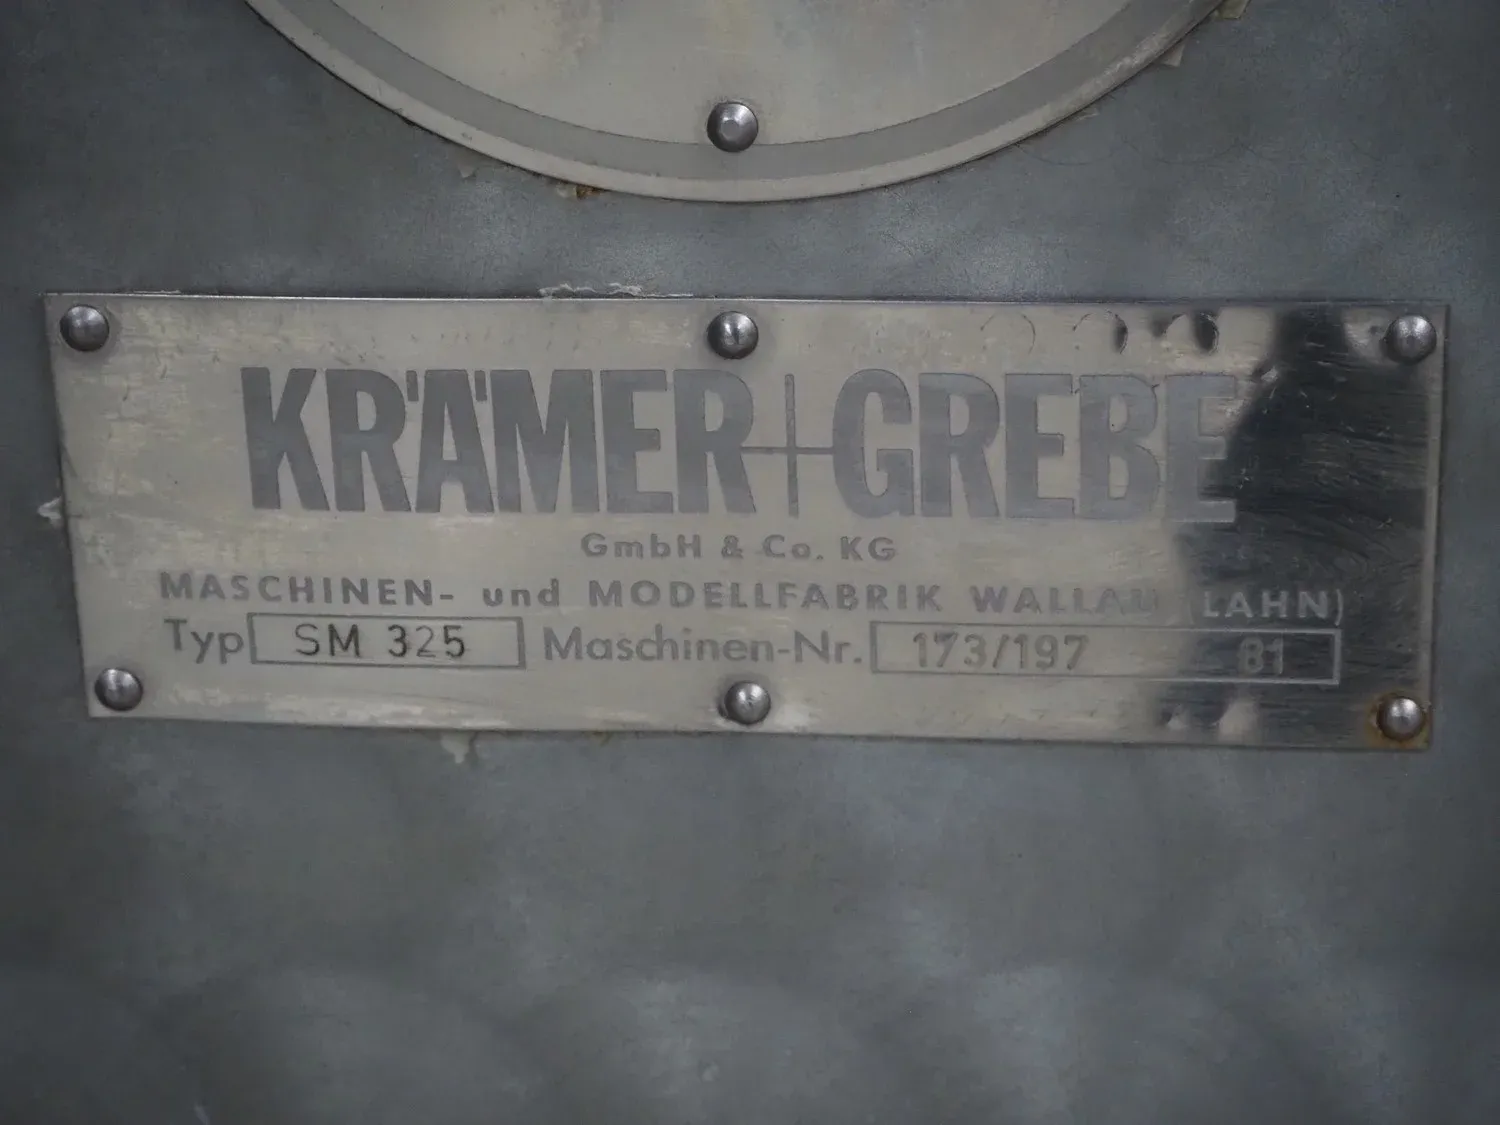 KRÄMER+GREBE
GmbH & Co. KG
MASCHINEN- und MODELLFABRIK WALLAU (LAHN)
Typ SM 325 Maschinen-Nr. 173/197 81